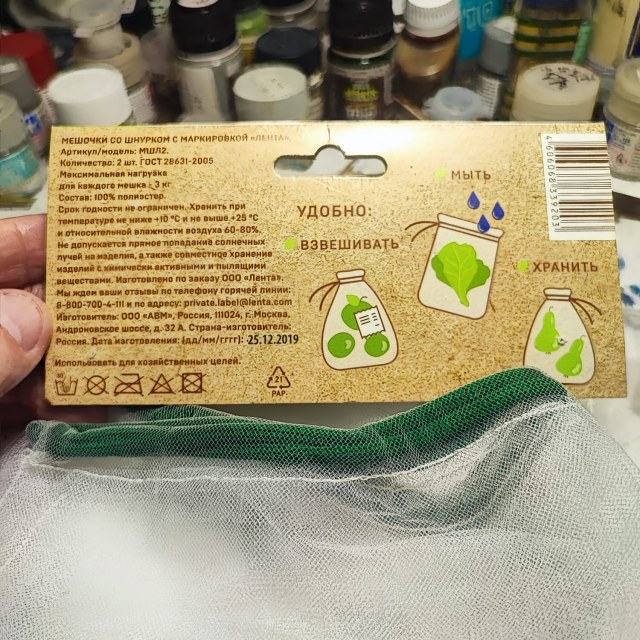 МЕШОЧКИ СО ШНУРКОМ С МАРКИРОВКОЙ «ЛЕНТА».
Артикул/модель: МШЛ2.
Количество: 2 шт. ГОСТ 28631-2005
Максимальная нагрузка
для каждого мешка - 3 кг
Состав: 100% полиэстер.
Срок годности не ограничен. Хранить при
температуре не ниже +10 °С и не выше +25 °С
и относительной влажности воздуха 60-80%.
Не допускается прямое попадание солнечных
лучей на изделия, а также совместное хранение
изделий с химически активными и пылящими
веществами. Изготовлено по заказу ООО «Лента».
Мы ждем ваши отзывы по телефону горячей линии:
8-800-700-4-111 и по адресу: private.label@lenta.com
Изготовитель: ООО «АВМ», Россия, 111024, г. Москва,
Андроновское шоссе, д. 32 А. Страна-изготовитель:
Россия. Дата изготовления: (дд/мм/гггг): 25.12.2019
Используется для хозяйственных целей.
21
PAP
УДОБНО:
МЫТЬ
ВЗВЕШИВАТЬ
ХРАНИТЬ
4606068339203